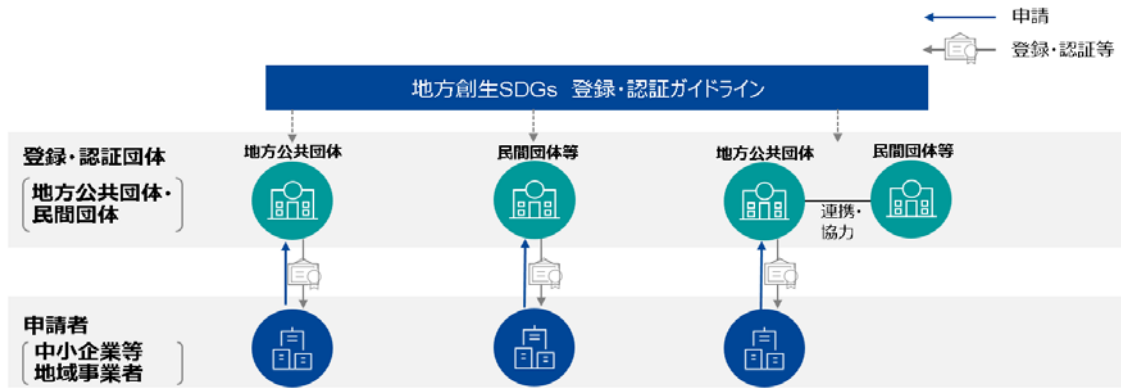 申請
登録・認証等
地方創生SDGs 登録・認証ガイドライン
登録・認証団体
地方公共団体・
民間団体
地方公共団体
民間団体等
地方公共団体
民間団体等
連携・
協力
申請者
中小企業等
地域事業者